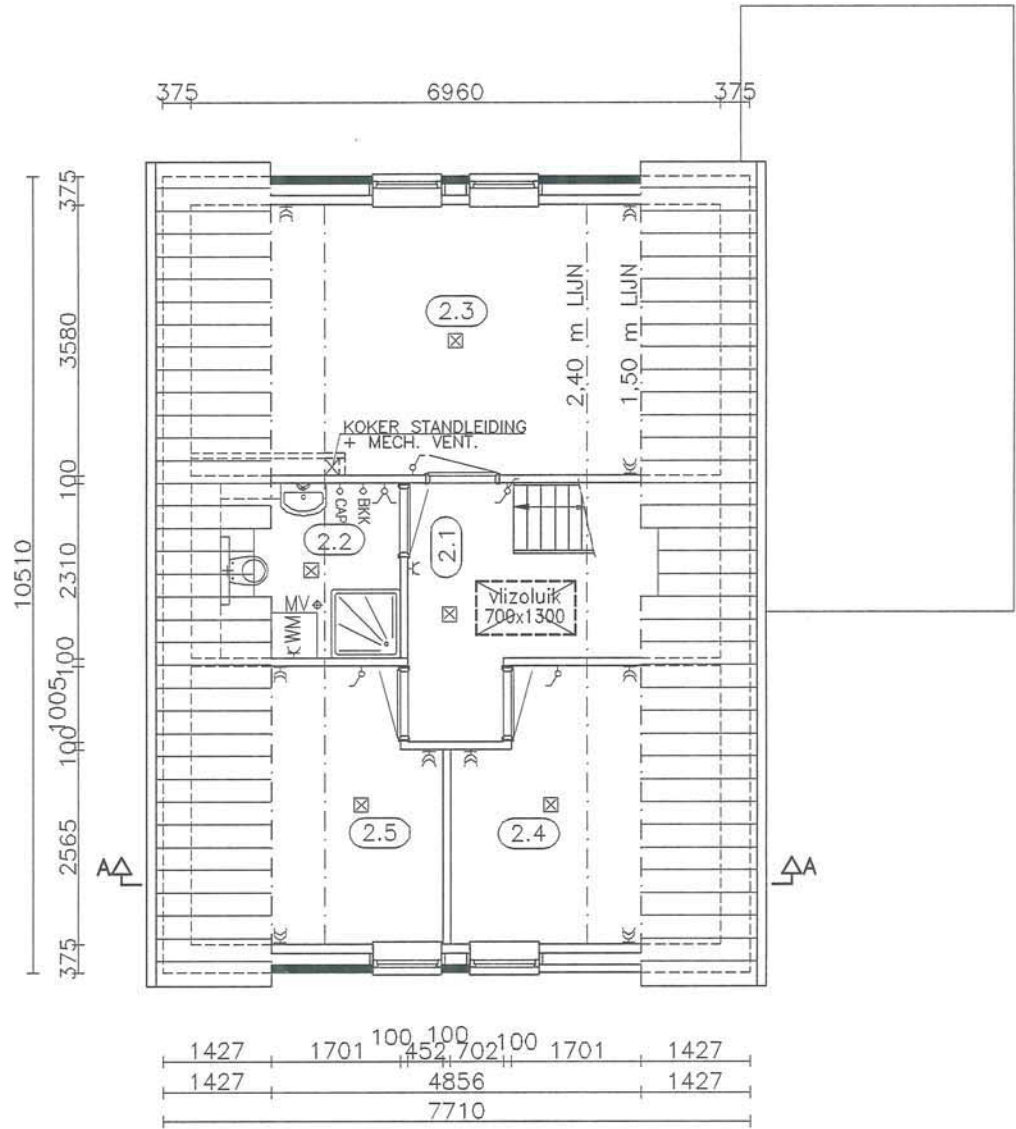 375 6960 375
375
3580
100
2310
100
1005
100
2565
375
10510
2.3
2,40 m LIJN
1,50 m LIJN
KOKER STANDLEIDING
+ MECH. VENT.
CAP
BKK
2.2
2.1
vlizoluik
700x1300
MV
WM
2.5
2.4
A
A
1427 1701 100 452 100 702 100 1701 1427
1427 4856 1427
7710